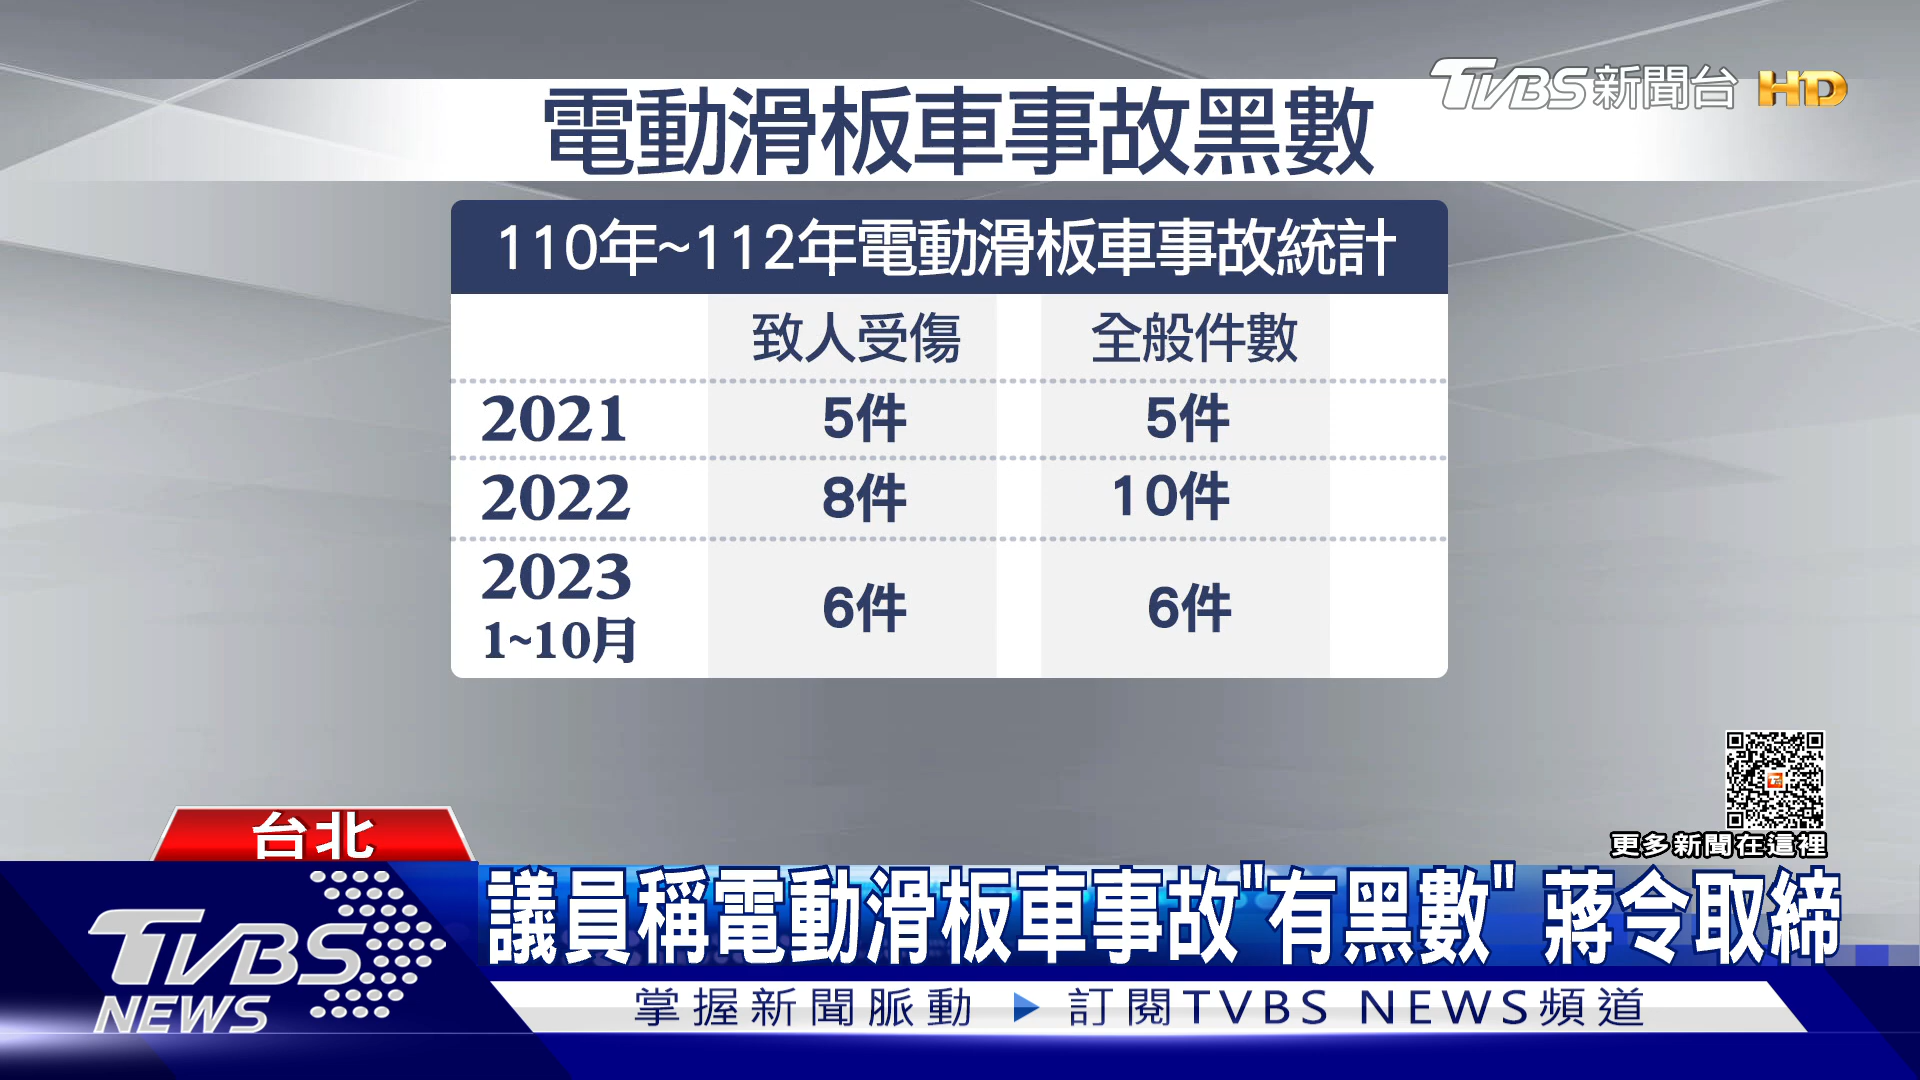 TVBS新聞台 HD
電動滑板車事故黑數
110年~112年電動滑板車事故統計
致人受傷 全般件數
2021 5件 5件
2022 8件 10件
2023 1~10月 6件 6件
更多新聞在這裡
台北
議員稱電動滑板車事故"有黑數" 蔣令取締
TVBS NEWS
掌握新聞脈動 ▶ 訂閱TVBS NEWS頻道